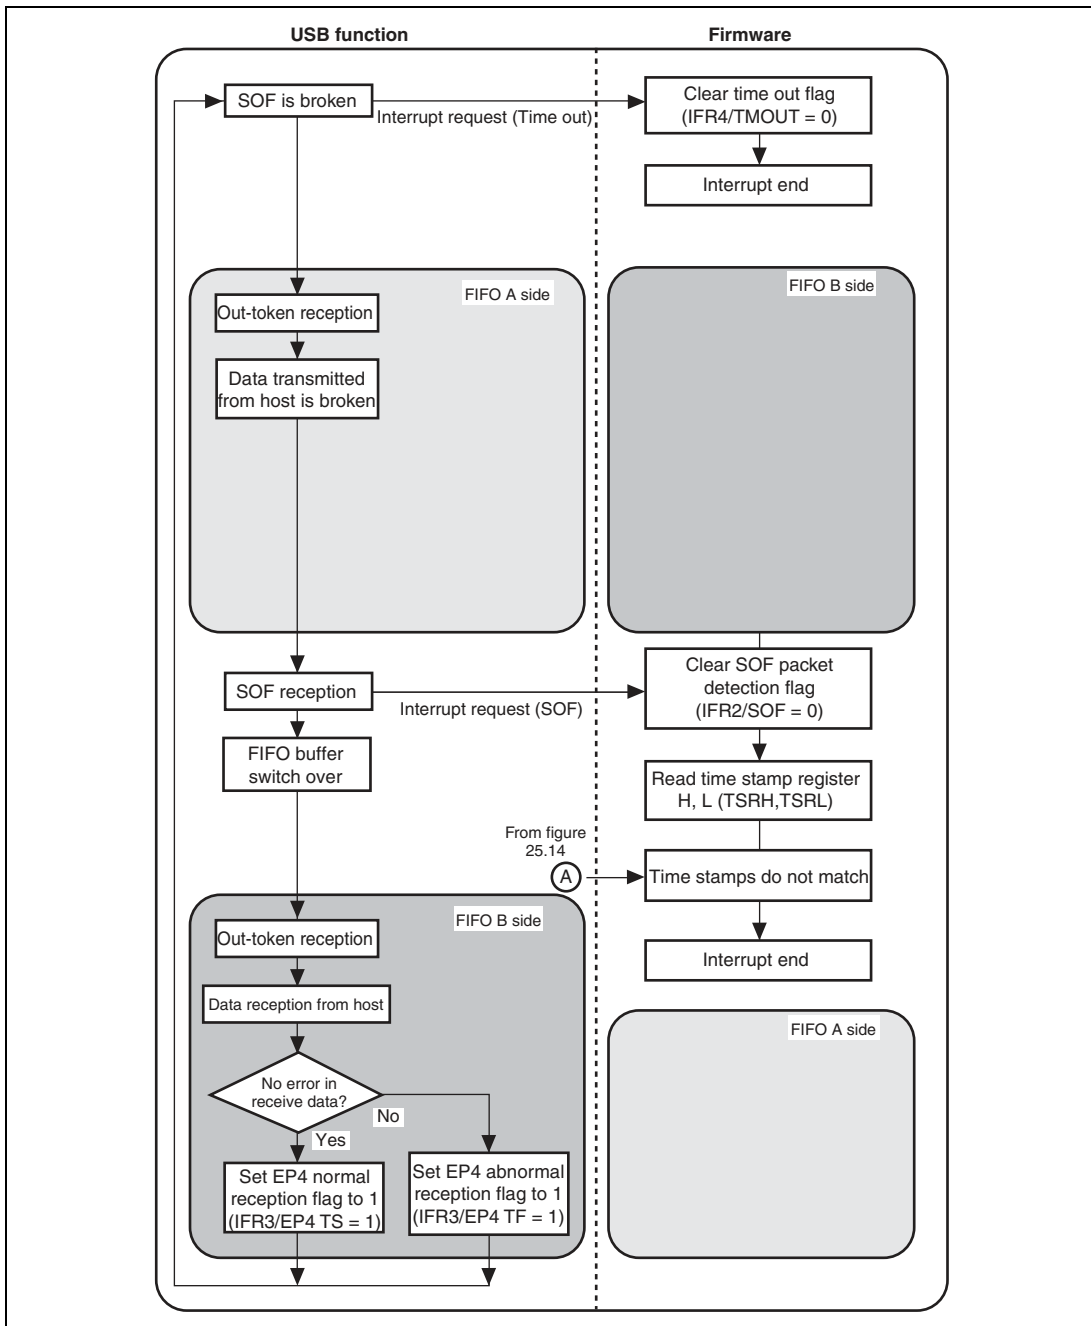 USB function
Firmware
SOF is broken
Interrupt request (Time out)
Clear time out flag
(IFR4/TMOUT = 0)
Interrupt end
FIFO A side
Out-token reception
Data transmitted
from host is broken
FIFO B side
SOF reception
Interrupt request (SOF)
Clear SOF packet
detection flag
(IFR2/SOF = 0)
FIFO buffer
switch over
Read time stamp register
H, L (TSRH,TSRL)
From figure
25.14
A
Time stamps do not match
Interrupt end
FIFO B side
Out-token reception
Data reception from host
No error in
receive data?
No
Yes
Set EP4 normal
reception flag to 1
(IFR3/EP4 TS = 1)
Set EP4 abnormal
reception flag to 1
(IFR3/EP4 TF = 1)
FIFO A side